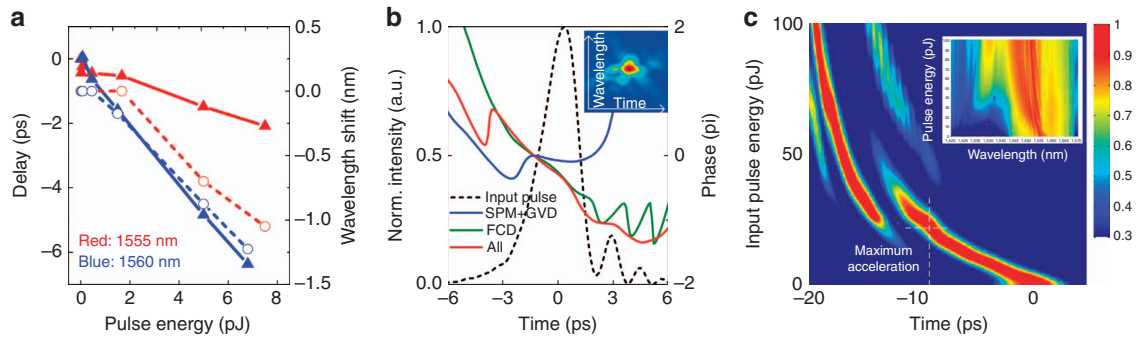 a
0
−2
−4
−6
Delay (ps)
0.5
0.0
−0.5
−1.0
−1.5
Wavelength shift (nm)
Red: 1555 nm
Blue: 1560 nm
0
2
4
6
8
Pulse energy (pJ)
b
1.0
0.5
0.0
Norm. intensity (a.u.)
2
0
−2
Phase (pi)
Wavelength
Time
Input pulse
SPM+GVD
FCD
All
−6
−3
0
3
6
Time (ps)
c
100
50
0
Input pulse energy (pJ)
Pulse energy (pJ)
Wavelength (nm)
Maximum
acceleration
−20
−10
0
Time (ps)
1
0.9
0.8
0.7
0.6
0.5
0.4
0.3